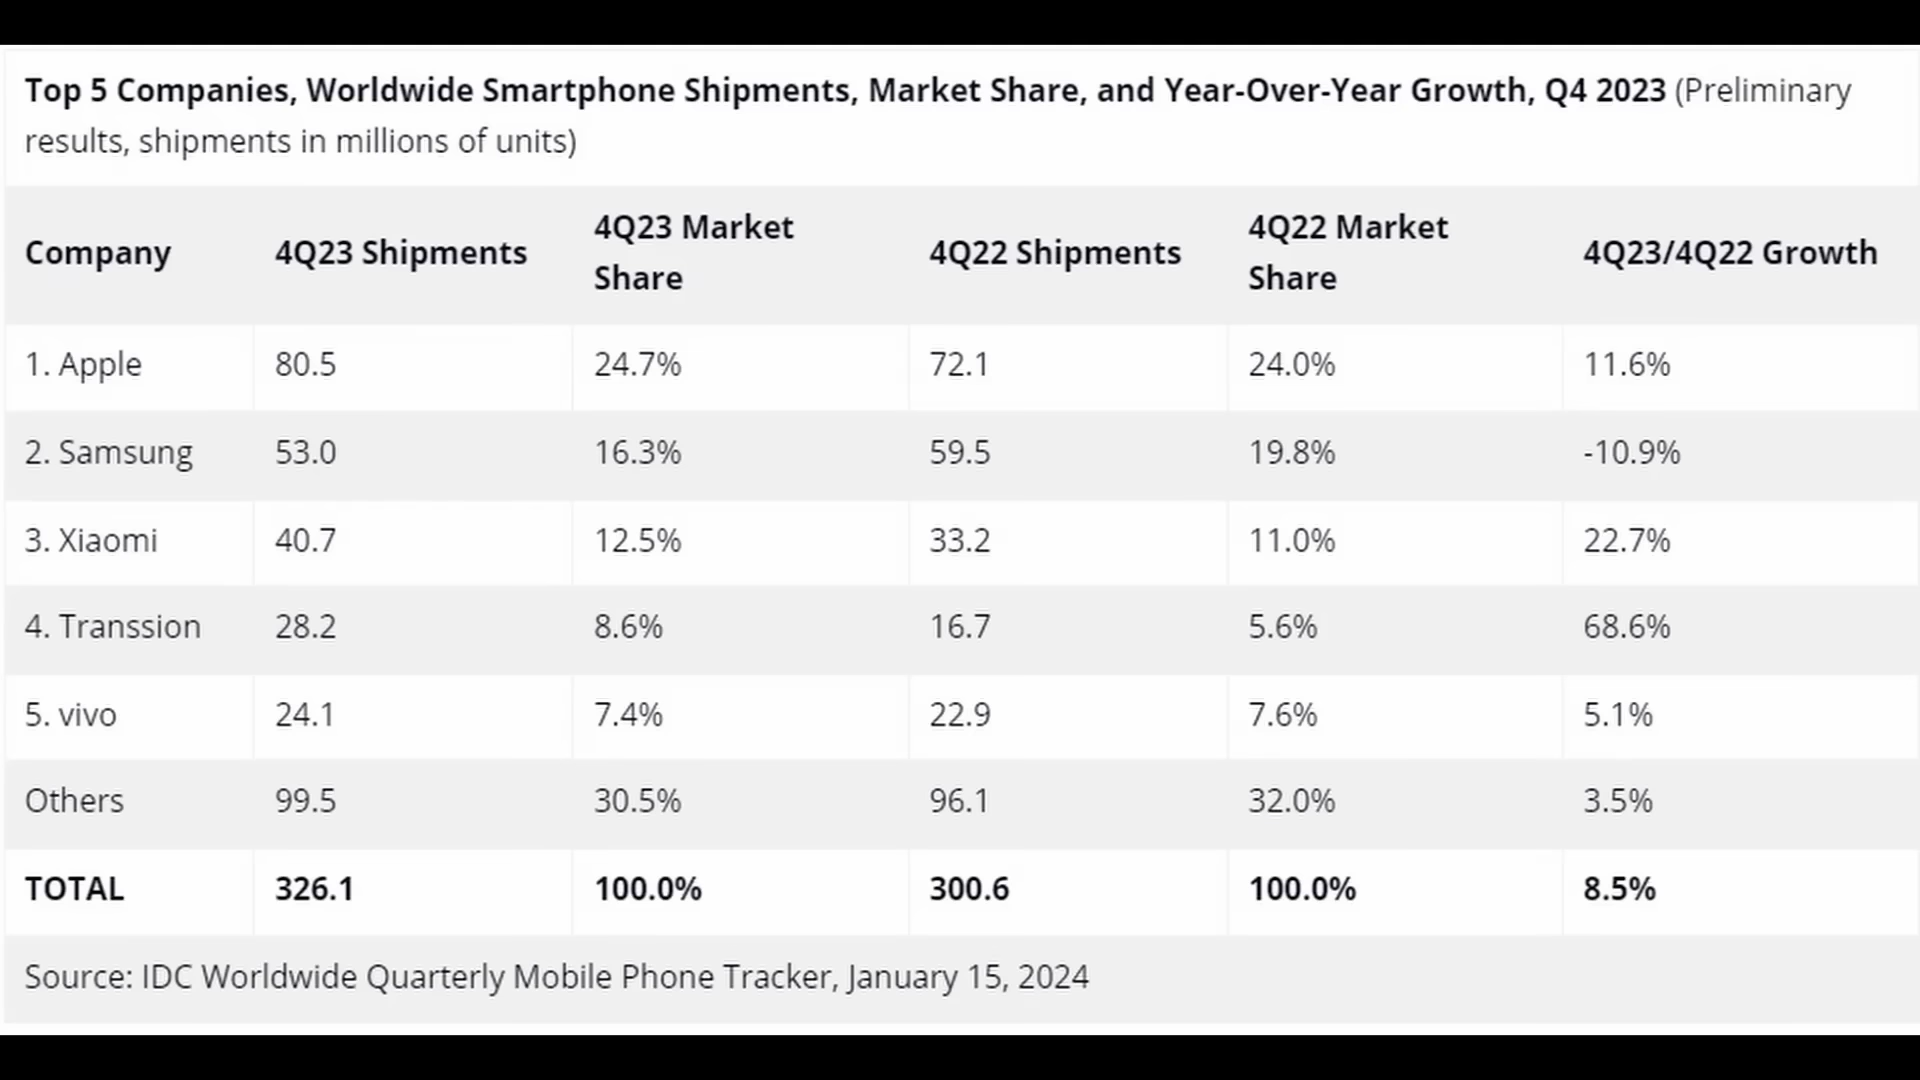 Top 5 Companies, Worldwide Smartphone Shipments, Market Share, and Year-Over-Year Growth, Q4 2023 (Preliminary
results, shipments in millions of units)
Company 4Q23 Shipments 4Q23 Market Share 4Q22 Shipments 4Q22 Market Share 4Q23/4Q22 Growth
1. Apple 80.5 24.7% 72.1 24.0% 11.6%
2. Samsung 53.0 16.3% 59.5 19.8% -10.9%
3. Xiaomi 40.7 12.5% 33.2 11.0% 22.7%
4. Transsion 28.2 8.6% 16.7 5.6% 68.6%
5. vivo 24.1 7.4% 22.9 7.6% 5.1%
Others 99.5 30.5% 96.1 32.0% 3.5%
TOTAL 326.1 100.0% 300.6 100.0% 8.5%
Source: IDC Worldwide Quarterly Mobile Phone Tracker, January 15, 2024